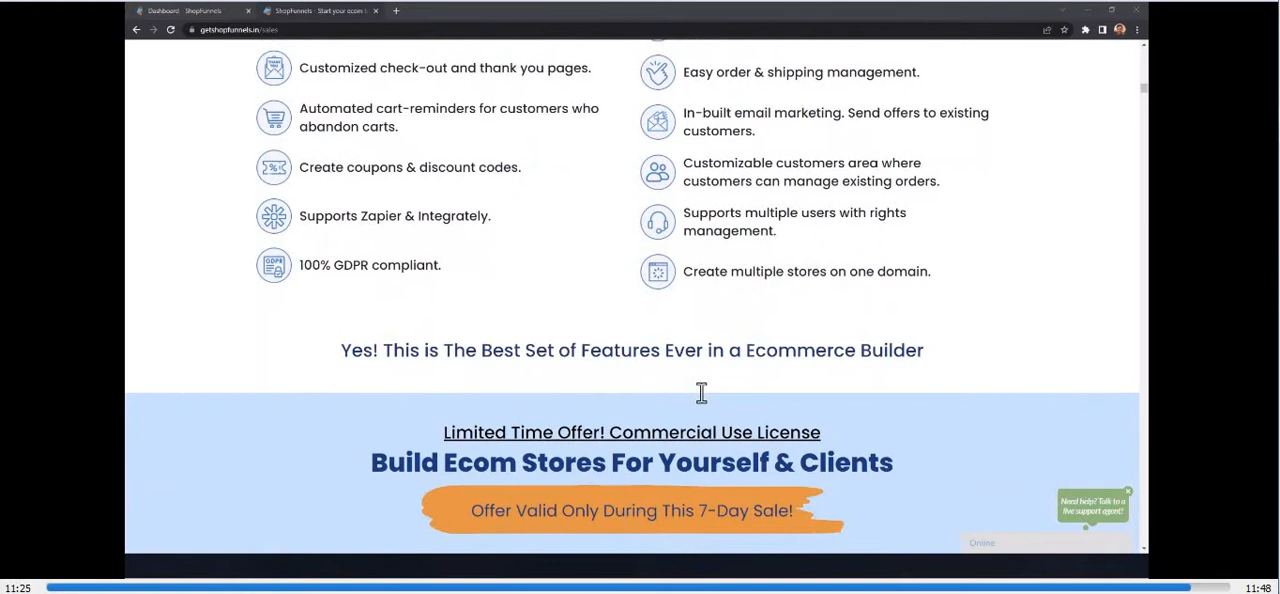 Dashboard - ShopFunnels
ShopFunnels - Start your ecom b
getshopfunnels.in/sales
Customized check-out and thank you pages.
Automated cart-reminders for customers who
abandon carts.
Create coupons & discount codes.
Supports Zapier & Integrately.
GDPR
100% GDPR compliant.
Easy order & shipping management.
In-built email marketing. Send offers to existing
customers.
Customizable customers area where
customers can manage existing orders.
Supports multiple users with rights
management.
Create multiple stores on one domain.
Yes! This is The Best Set of Features Ever in a Ecommerce Builder
Limited Time Offer! Commercial Use License
Build Ecom Stores For Yourself & Clients
Offer Valid Only During This 7-Day Sale!
Need help? Talk to a
live support agent?
Online
11:25
11:48